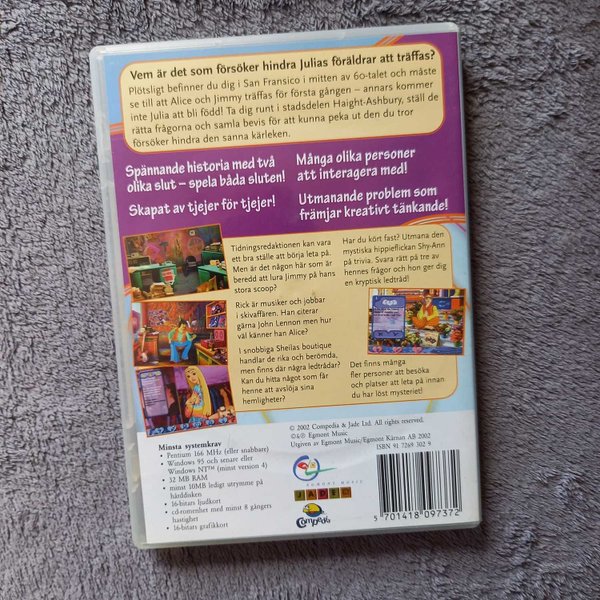 Vem är det som försöker hindra Julias föräldrar att träffas?
Plötsligt befinner du dig i San Fransico i mitten av 60-talet och måste
se till att Alice och Jimmy träffas för första gången – annars kommer
inte Julia att bli född! Ta dig runt i stadsdelen Haight-Ashbury, ställ de
rätta frågorna och samla bevis för att kunna peka ut den du tror
försöker hindra den sanna kärleken.
Spännande historia med två
olika slut – spela båda sluten!
Skapat av tjejer för tjejer!
Många olika personer
att interagera med!
Utmanande problem som
främjar kreativt tänkande!
Tidningsredaktionen kan vara
ett bra ställe att börja leta på.
Men är det någon här som är
beredd att lura Jimmy på hans
stora scoop?
Rick är musiker och jobbar
i skivaffären. Han citerar
gärna John Lennon men hur
väl känner han Alice?
I snobbiga Sheilas boutique
handlar de rika och berömda,
men finns där några ledtrådar?
Kan du hitta något som får
henne att avslöja sina
hemligheter?
Har du kört fast? Utmana den
mystiska hippieflickan Shy-Ann
på trivia. Svara rätt på tre av
hennes frågor och hon ger dig
en kryptisk ledtråd!
Det finns många
fler personer att besöka
och platser att leta på innan
du har löst mysteriet!
Minsta systemkrav
• Pentium 166 MHz (eller snabbare)
• Windows 95 och senare eller
Windows NT™ (minst version 4)
• 32 MB RAM
• minst 10MB ledigt utrymme på
hårddisken
• 16-bitars ljudkort
• cd-romenhet med minst 8 gångers
hastighet
• 16-bitars grafikkort
© 2002 Compedia & Jade Ltd. All rights reserved.
©℗ Egmont Music
Utgiven av Egmont Music/Egmont Kärnan AB 2002
ISBN 91 7269 302 9
EGMONT MUSIC
JADE
Compedia
5 701418 097372